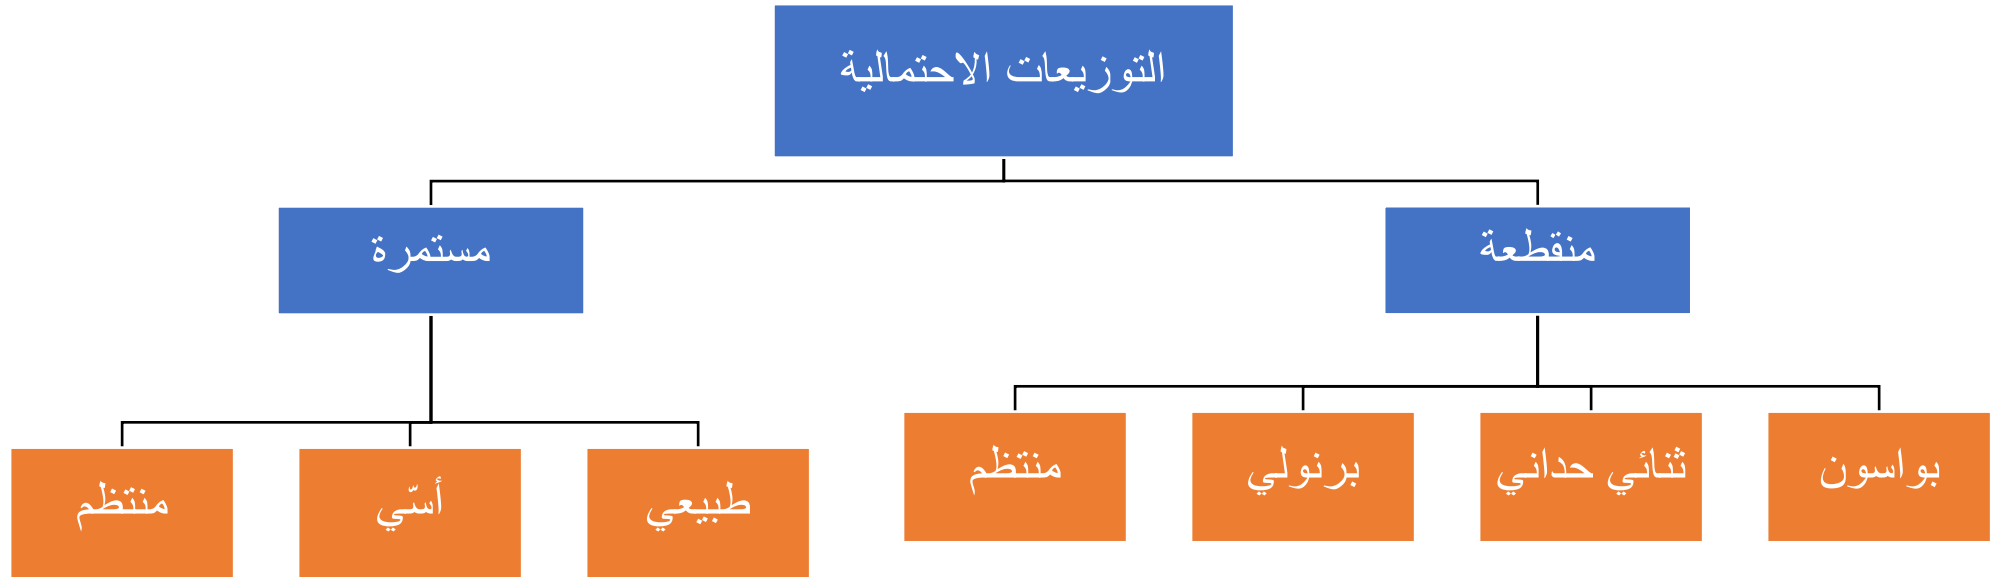 التوزيعات الاحتمالية
منقطعة
مستمرة
بواسون
ثنائي حداني
برنولي
منتظم
طبيعي
أسّي
منتظم